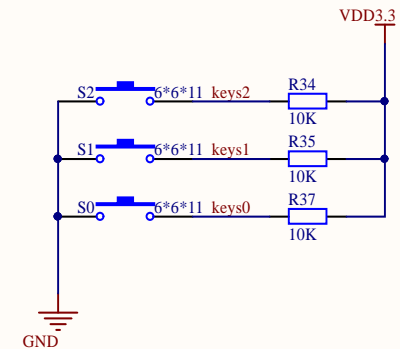 VDD3.3
S2 6*6*11 keys2 R34
10K
S1 6*6*11 keys1 R35
10K
S0 6*6*11 keys0 R37
10K
GND